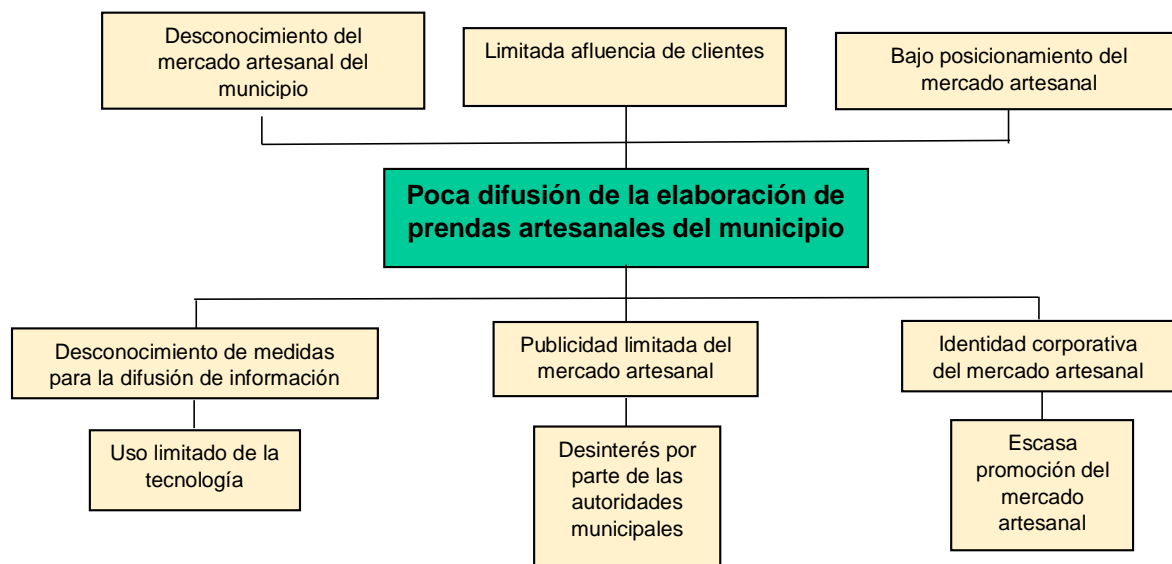 Desconocimiento del
mercado artesanal del
municipio
Limitada afluencia de clientes
Bajo posicionamiento del
mercado artesanal
Poca difusión de la elaboración de
prendas artesanales del municipio
Desconocimiento de medidas
para la difusión de información
Publicidad limitada del
mercado artesanal
Identidad corporativa
del mercado artesanal
Uso limitado de la
tecnología
Desinterés por
parte de las
autoridades
municipales
Escasa
promoción del
mercado
artesanal